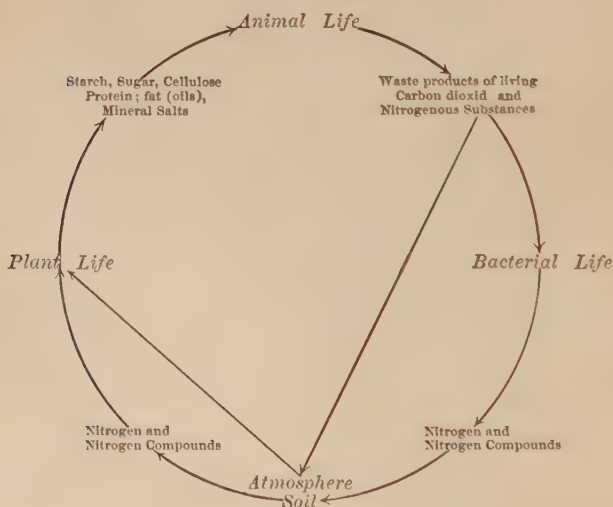 Animal Life
Starch, Sugar, Cellulose
Protein; fat (oils),
Mineral Salts
Waste products of living
Carbon dioxid and
Nitrogenous Substances
Plant Life
Bacterial Life
Nitrogen and
Nitrogen Compounds
Nitrogen and
Nitrogen Compounds
Atmosphere
Soil